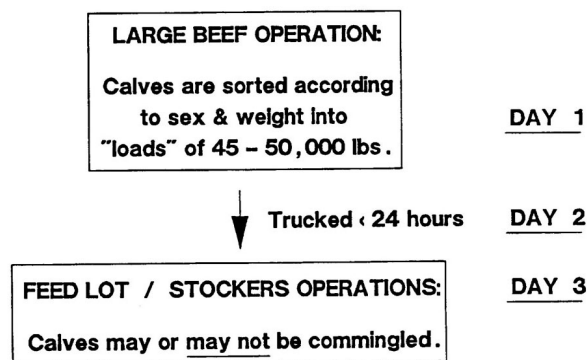 LARGE BEEF OPERATION:
Calves are sorted according
to sex & weight into
"loads" of 45 – 50,000 lbs.
DAY 1
Trucked < 24 hours
DAY 2
FEED LOT / STOCKERS OPERATIONS:
DAY 3
Calves may or may not be commingled.